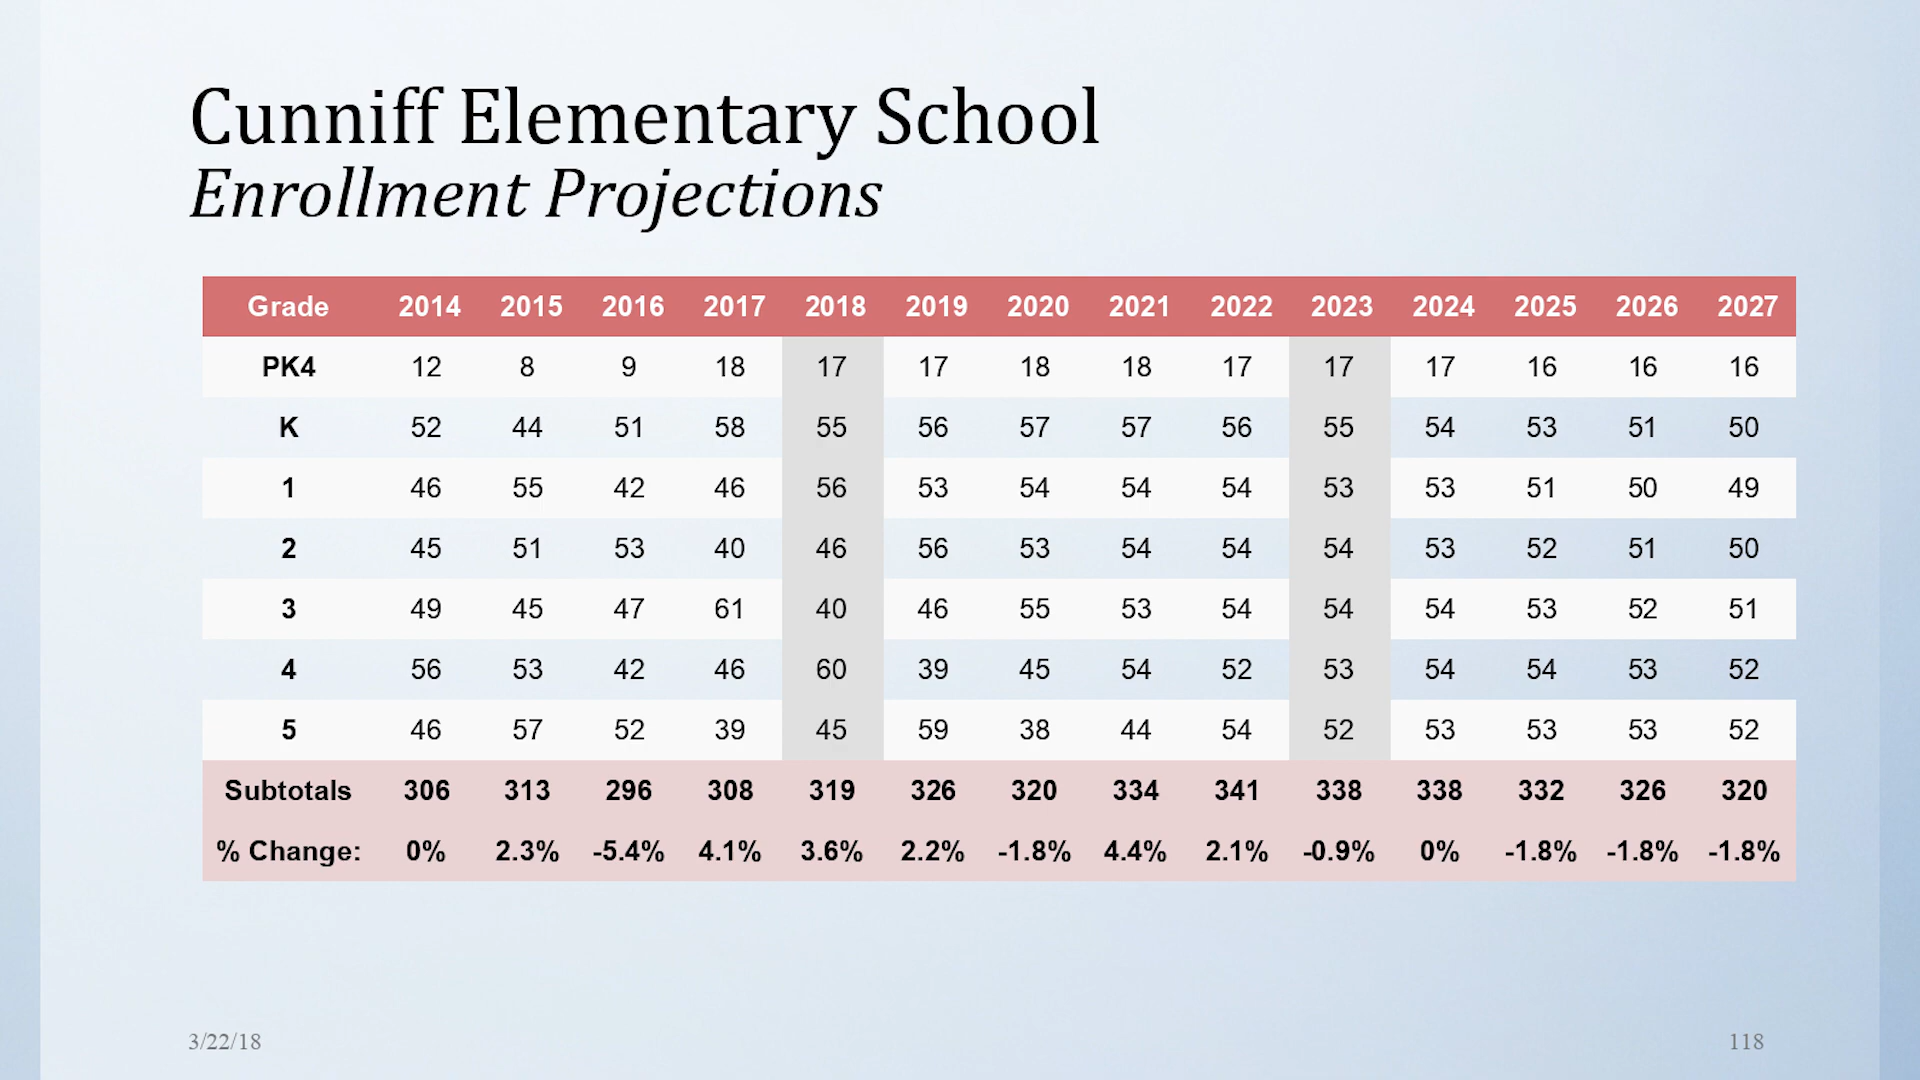 Cunniff Elementary School
Enrollment Projections
Grade 2014 2015 2016 2017 2018 2019 2020 2021 2022 2023 2024 2025 2026 2027
PK4 12 8 9 18 17 17 18 18 17 17 17 16 16 16
K 52 44 51 58 55 56 57 57 56 55 54 53 51 50
1 46 55 42 46 56 53 54 54 54 53 53 51 50 49
2 45 51 53 40 46 56 53 54 54 54 53 52 51 50
3 49 45 47 61 40 46 55 53 54 54 54 53 52 51
4 56 53 42 46 60 39 45 54 52 53 54 54 53 52
5 46 57 52 39 45 59 38 44 54 52 53 53 53 52
Subtotals 306 313 296 308 319 326 320 334 341 338 338 332 326 320
% Change: 0% 2.3% -5.4% 4.1% 3.6% 2.2% -1.8% 4.4% 2.1% -0.9% 0% -1.8% -1.8% -1.8%
3/22/18 118